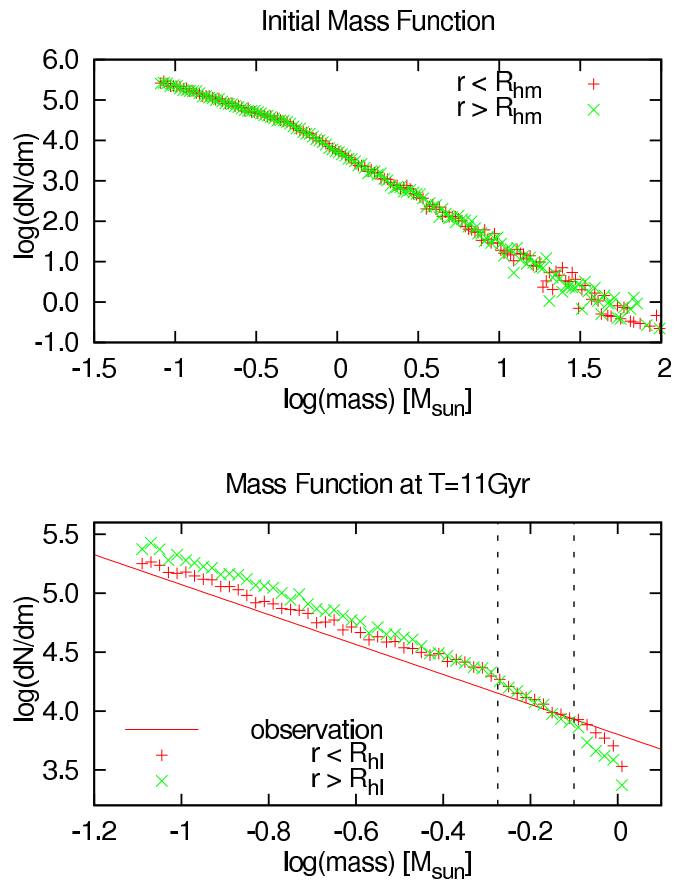 Initial Mass Function
6.0
5.0
4.0
3.0
2.0
1.0
0.0
-1.0
log(dN/dm)
r < R_hm
r > R_hm
-1.5 -1 -0.5 0 0.5 1 1.5 2
log(mass) [M_sun]
Mass Function at T=11Gyr
5.5
5.0
4.5
4.0
3.5
log(dN/dm)
observation
r < R_hl
r > R_hl
-1.2 -1 -0.8 -0.6 -0.4 -0.2 0
log(mass) [M_sun]